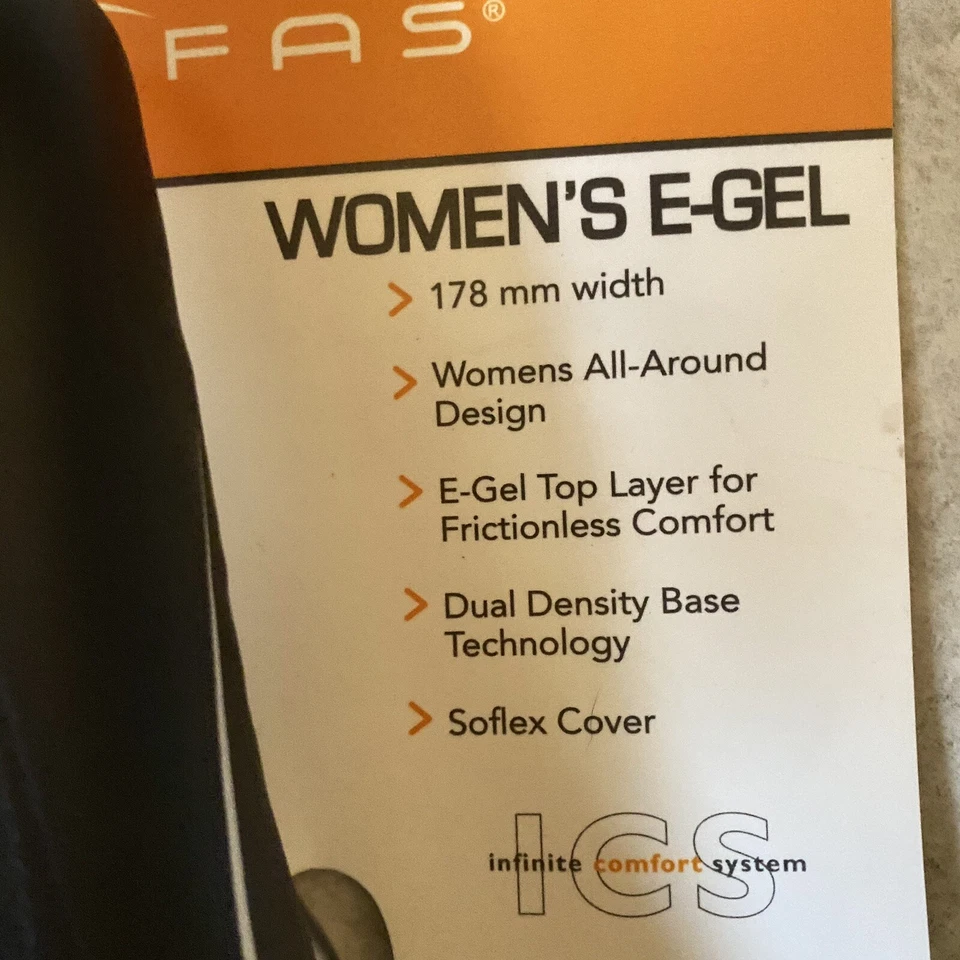 FAS®
WOMEN'S E-GEL
> 178 mm width
> Womens All-Around
Design
> E-Gel Top Layer for
Frictionless Comfort
> Dual Density Base
Technology
> Soflex Cover
ICS
infinite comfort system